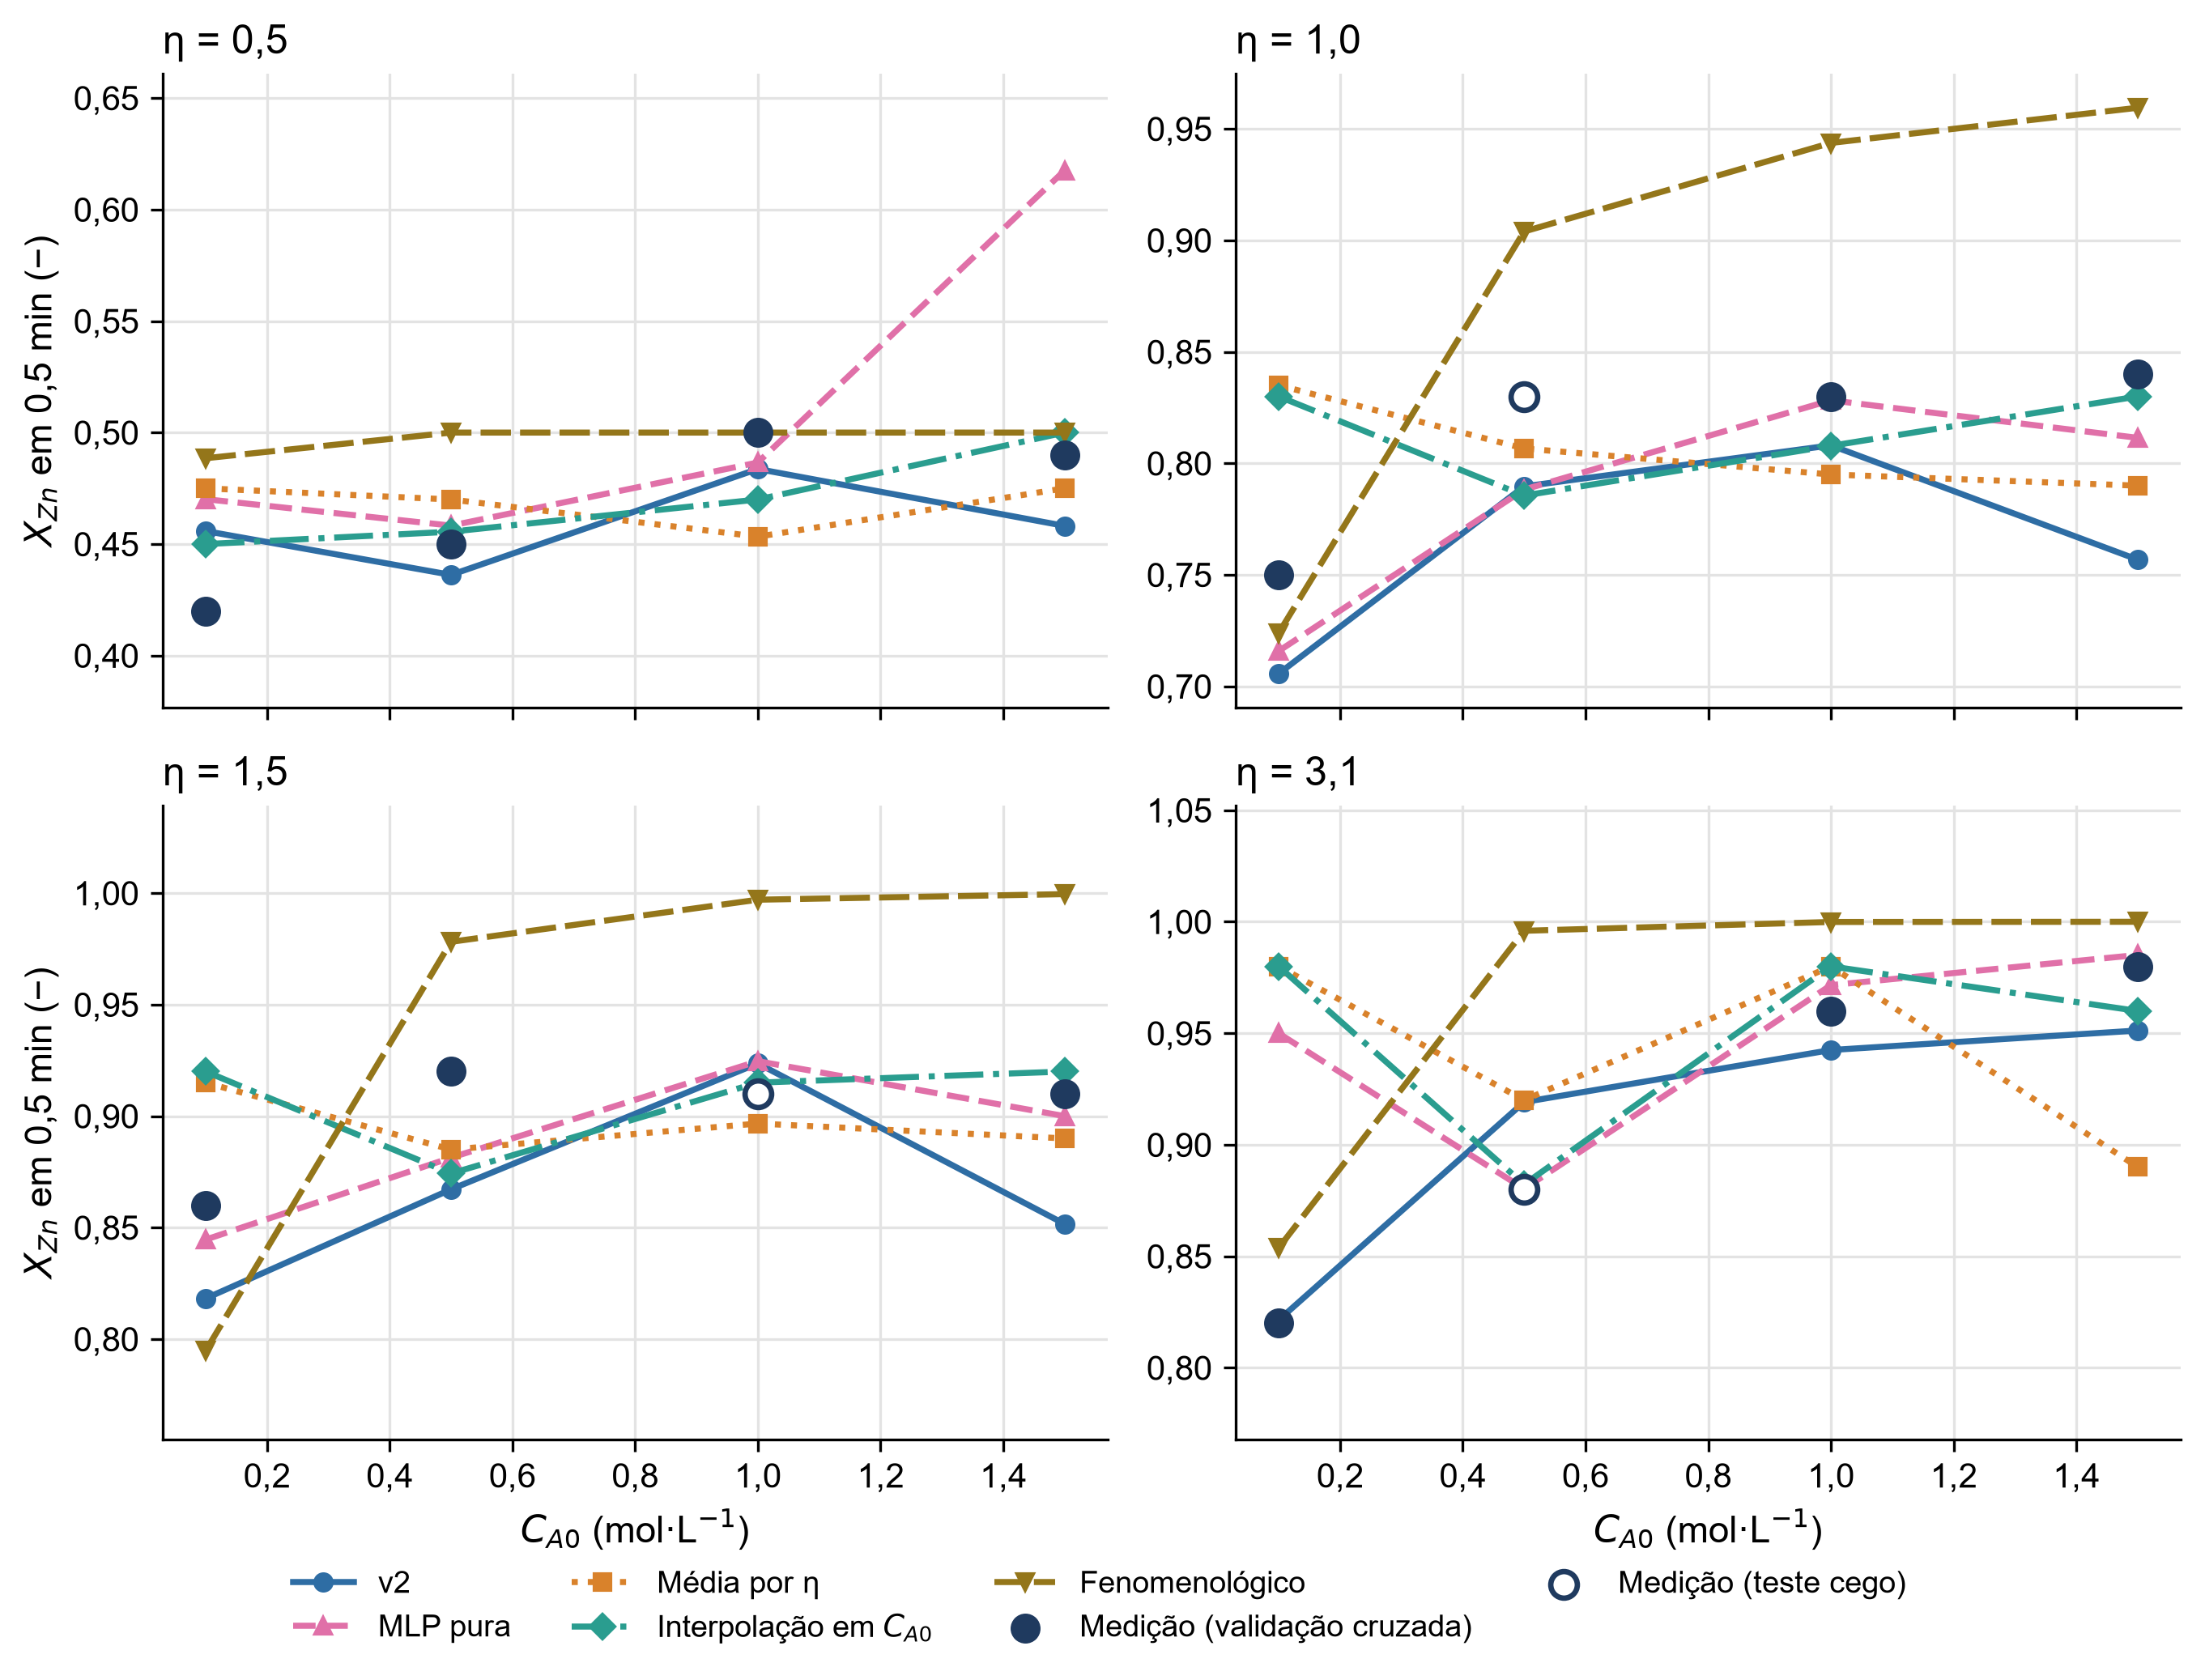 η = 0,5
0,65
0,60
0,55
0,50
0,45
0,40
X_Zn em 0,5 min (−)
η = 1,0
0,95
0,90
0,85
0,80
0,75
0,70
η = 1,5
1,00
0,95
0,90
0,85
0,80
X_Zn em 0,5 min (−)
0,2 0,4 0,6 0,8 1,0 1,2 1,4
C_A0 (mol·L⁻¹)
η = 3,1
1,05
1,00
0,95
0,90
0,85
0,80
0,2 0,4 0,6 0,8 1,0 1,2 1,4
C_A0 (mol·L⁻¹)
v2 Média por η Fenomenológico Medição (teste cego)
MLP pura Interpolação em C_A0 Medição (validação cruzada)